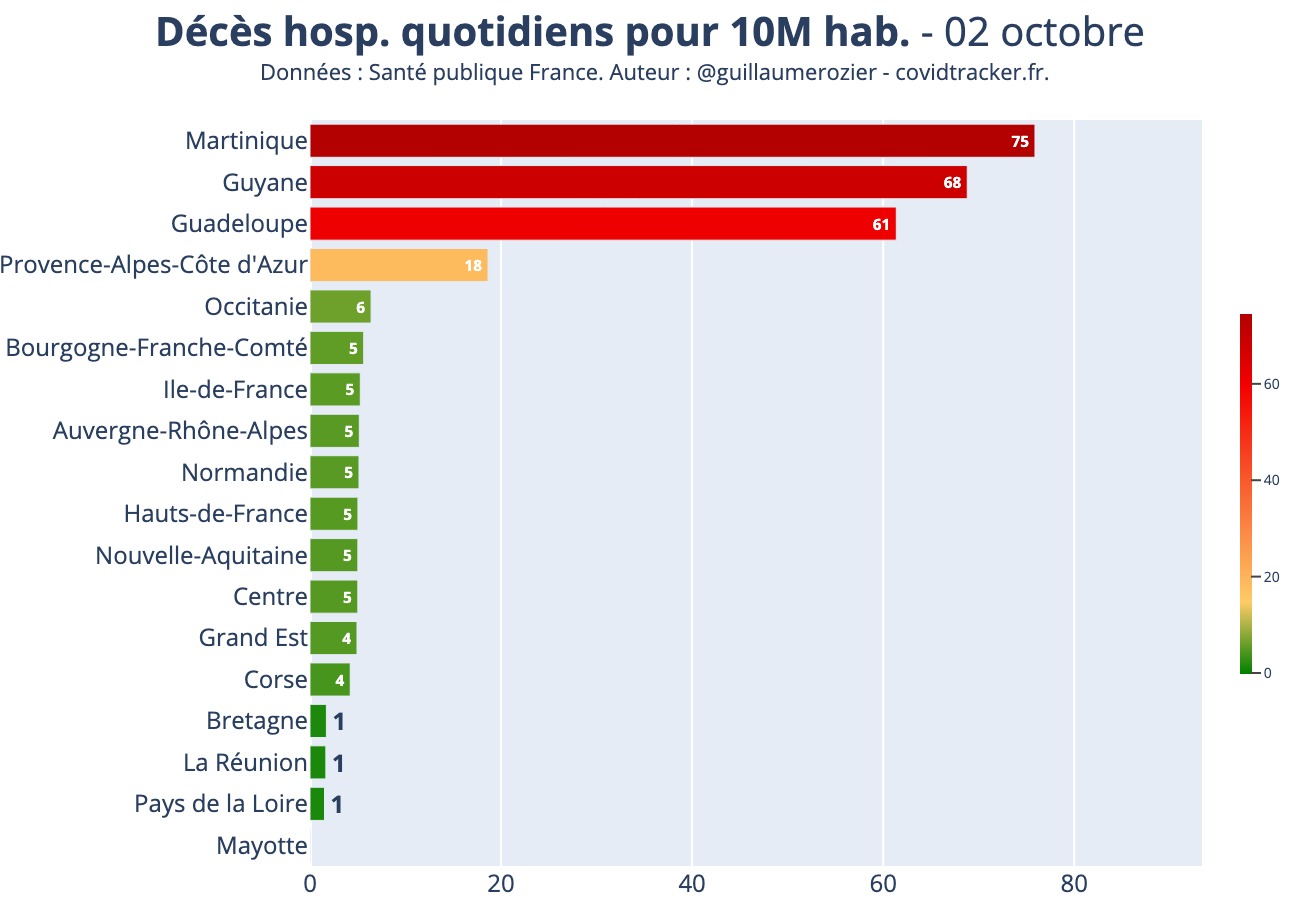 Décès hosp. quotidiens pour 10M hab. - 02 octobre
Données : Santé publique France. Auteur : @guillaumerozier - covidtracker.fr.
Martinique 75
Guyane 68
Guadeloupe 61
Provence-Alpes-Côte d'Azur 18
Occitanie 6
Bourgogne-Franche-Comté 5
Ile-de-France 5
Auvergne-Rhône-Alpes 5
Normandie 5
Hauts-de-France 5
Nouvelle-Aquitaine 5
Centre 5
Grand Est 4
Corse 4
Bretagne 1
La Réunion 1
Pays de la Loire 1
Mayotte
0 20 40 60 80
60
40
20
0